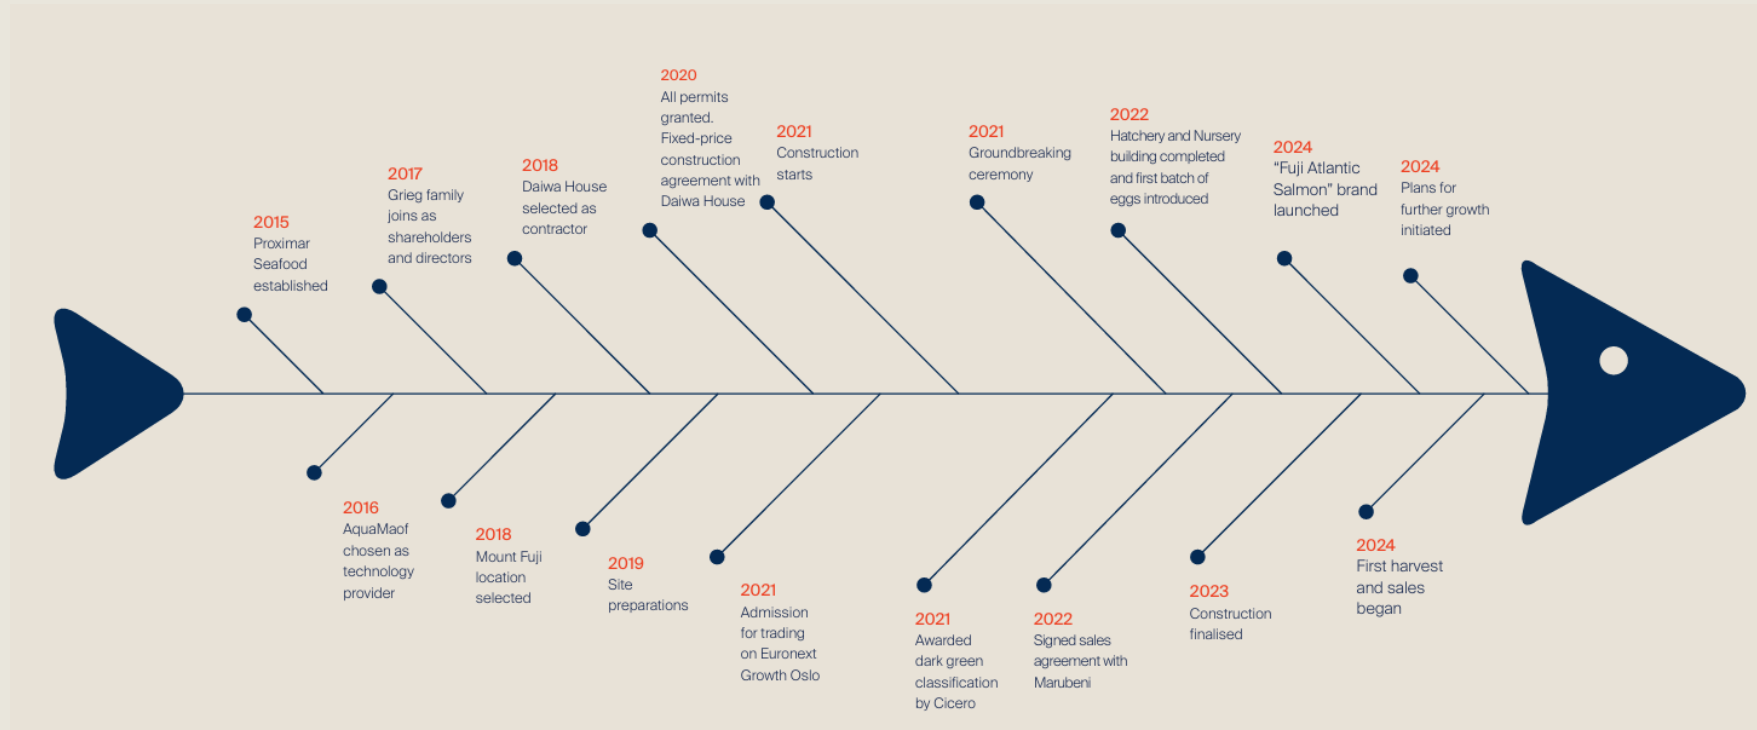 2015
Proximar
Seafood
established
2016
AquaMaof
chosen as
technology
provider
2017
Grieg family
joins as
shareholders
and directors
2018
Mount Fuji
location
selected
2018
Daiwa House
selected as
contractor
2019
Site
preparations
2020
All permits
granted.
Fixed-price
construction
agreement with
Daiwa House
2021
Admission
for trading
on Euronext
Growth Oslo
2021
Construction
starts
2021
Awarded
dark green
classification
by Cicero
2021
Groundbreaking
ceremony
2022
Signed sales
agreement with
Marubeni
2022
Hatchery and Nursery
building completed
and first batch of
eggs introduced
2023
Construction
finalised
2024
“Fuji Atlantic
Salmon” brand
launched
2024
First harvest
and sales
began
2024
Plans for
further growth
initiated